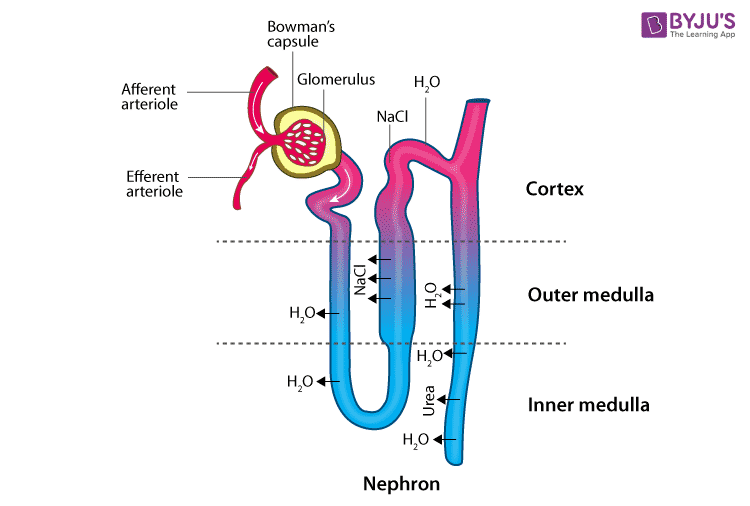 BYJU'S
The Learning App
Bowman's
capsule
Glomerulus
H₂O
NaCl
Afferent
arteriole
Efferent
arteriole
Cortex
NaCl
H₂O
H₂O
Outer medulla
H₂O
H₂O
H₂O
Urea
Inner medulla
H₂O
Nephron